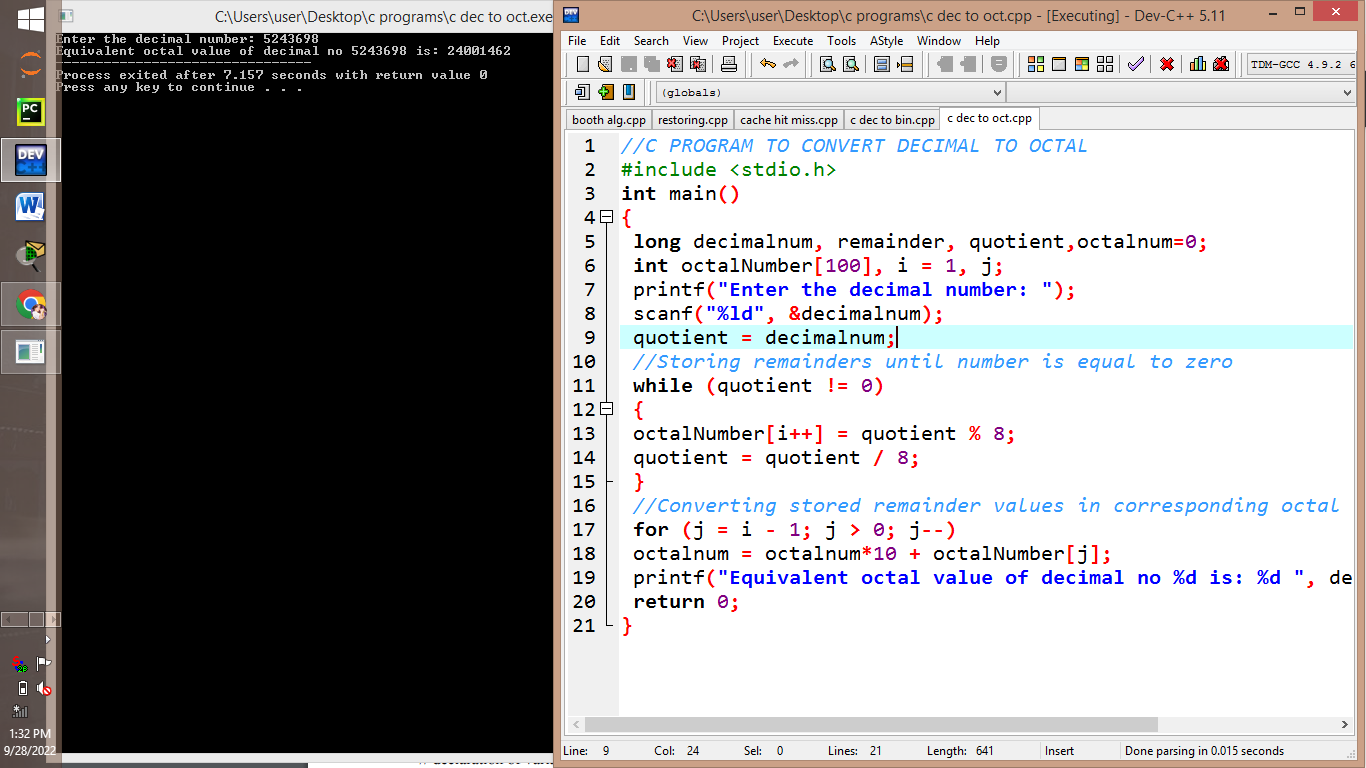 C:\Users\user\Desktop\c programs\c dec to oct.exe
Enter the decimal number: 5243698
Equivalent octal value of decimal no 5243698 is: 24001462
--------------------------------
Process exited after 7.157 seconds with return value 0
Press any key to continue . . .
PC
DEV
C++
W
1:32 PM
9/28/2022
DEV
C:\Users\user\Desktop\c programs\c dec to oct.cpp - [Executing] - Dev-C++ 5.11
File Edit Search View Project Execute Tools AStyle Window Help
TDM-GCC 4.9.2 6
(globals)
booth alg.cpp restoring.cpp cache hit miss.cpp c dec to bin.cpp c dec to oct.cpp
1 //C PROGRAM TO CONVERT DECIMAL TO OCTAL
2 #include <stdio.h>
3 int main()
4 {
5 long decimalnum, remainder, quotient,octalnum=0;
6 int octalNumber[100], i = 1, j;
7 printf("Enter the decimal number: ");
8 scanf("%ld", &decimalnum);
9 quotient = decimalnum;
10 //Storing remainders until number is equal to zero
11 while (quotient != 0)
12 {
13 octalNumber[i++] = quotient % 8;
14 quotient = quotient / 8;
15 }
16 //Converting stored remainder values in corresponding octal
17 for (j = i - 1; j > 0; j--)
18 octalnum = octalnum*10 + octalNumber[j];
19 printf("Equivalent octal value of decimal no %d is: %d ", de
20 return 0;
21 }
Line: 9 Col: 24 Sel: 0 Lines: 21 Length: 641 Insert Done parsing in 0.015 seconds